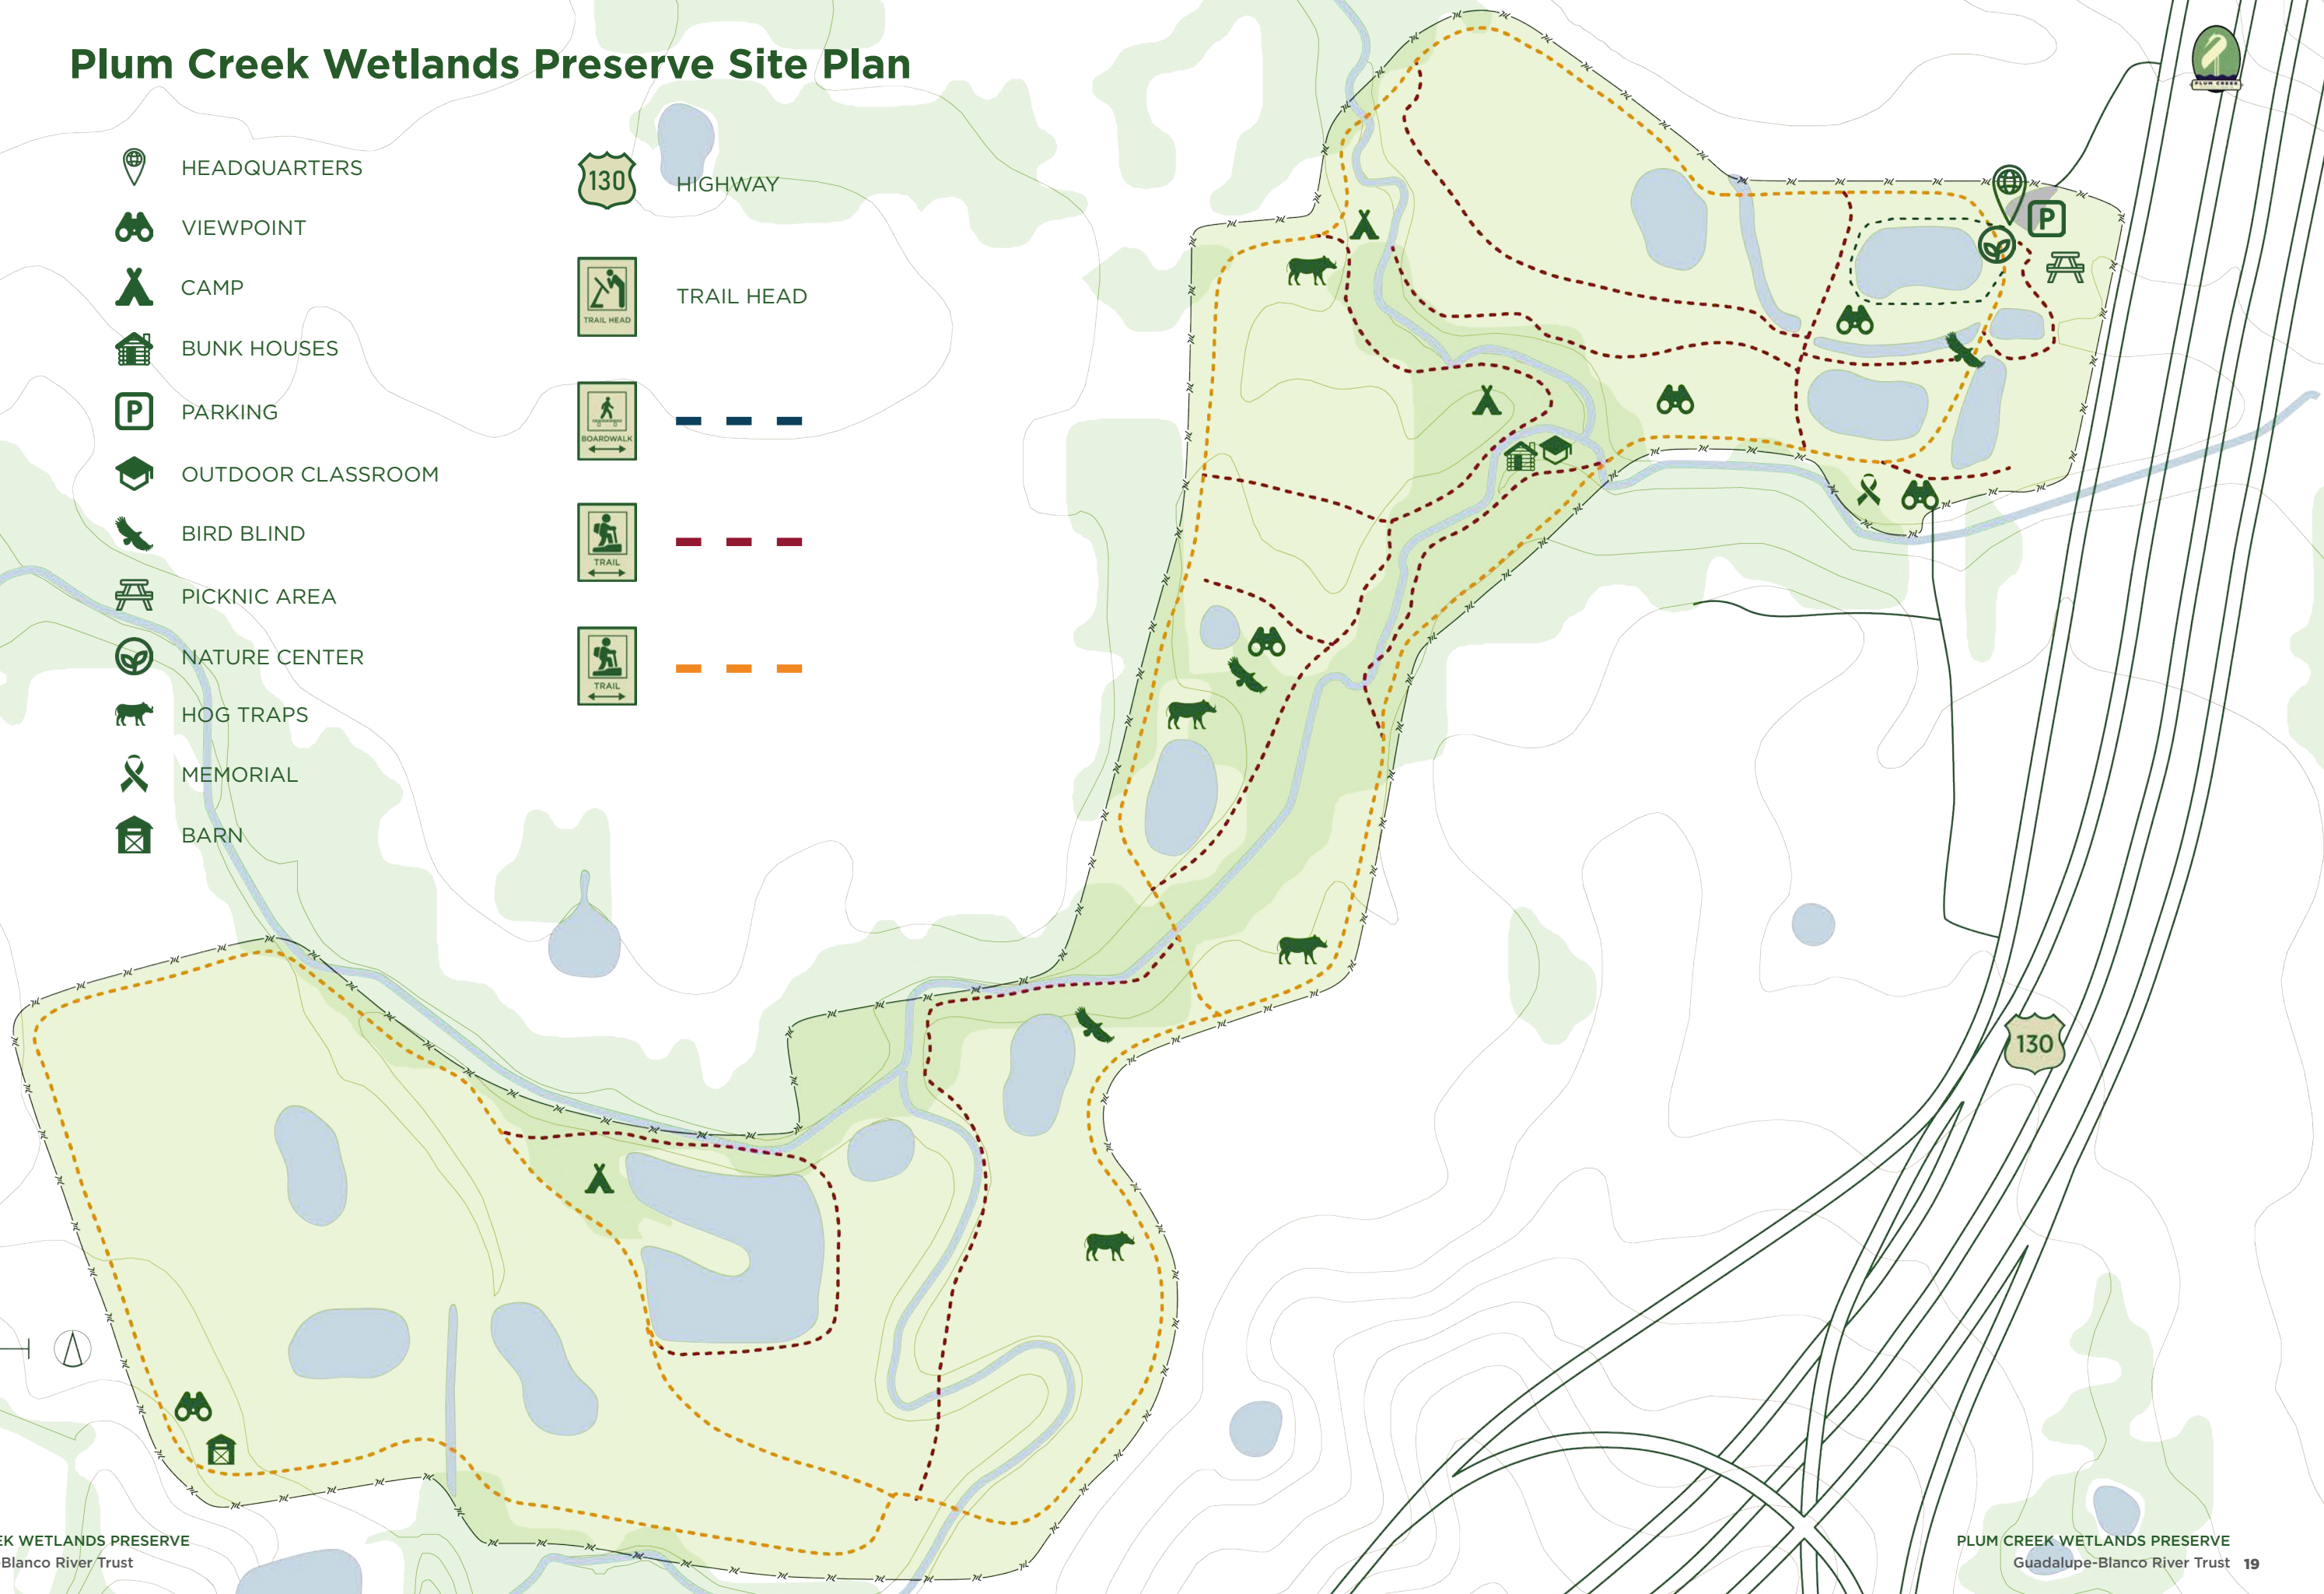 Plum Creek Wetlands Preserve Site Plan
HEADQUARTERS
VIEWPOINT
CAMP
BUNK HOUSES
P
PARKING
OUTDOOR CLASSROOM
BIRD BLIND
PICKNIC AREA
NATURE CENTER
HOG TRAPS
MEMORIAL
BARN
130
HIGHWAY
TRAIL HEAD
TRAIL HEAD
BOARDWALK
TRAIL
TRAIL
PLUM CREEK
P
130
EK WETLANDS PRESERVE
-Blanco River Trust
PLUM CREEK WETLANDS PRESERVE
Guadalupe-Blanco River Trust 19